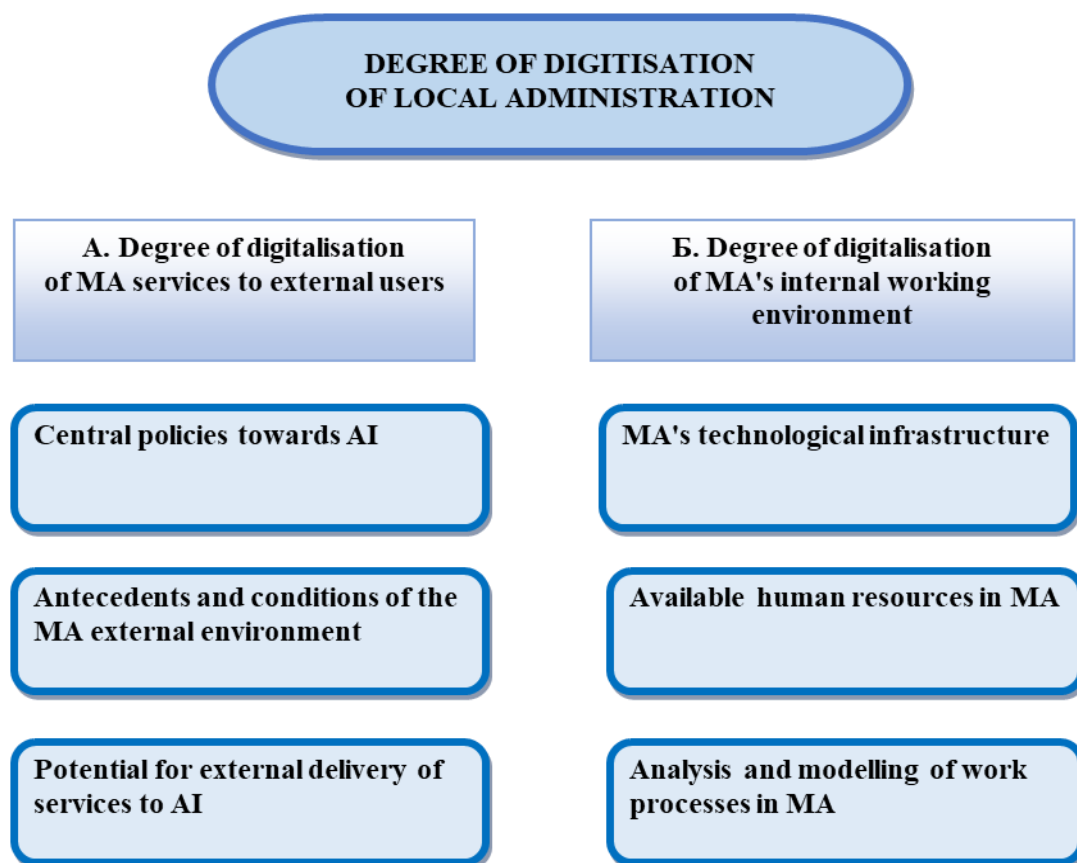 DEGREE OF DIGITISATION
OF LOCAL ADMINISTRATION
А. Degree of digitalisation
of MA services to external users
Б. Degree of digitalisation
of MA's internal working
environment
Central policies towards AI
MA's technological infrastructure
Antecedents and conditions of the
MA external environment
Available human resources in MA
Potential for external delivery of
services to AI
Analysis and modelling of work
processes in MA